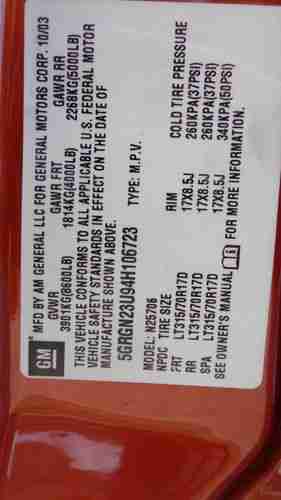 GM
MFD BY AM GENERAL LLC FOR GENERAL MOTORS CORP. 10/03
GVWR GAWR FRT GAWR RR
3901KG(8600LB) 1814KG(4000LB) 2268KG(5000LB)
THIS VEHICLE CONFORMS TO ALL APPLICABLE U.S. FEDERAL MOTOR
VEHICLE SAFETY STANDARDS IN EFFECT ON THE DATE OF
MANUFACTURE SHOWN ABOVE.
5GRGN23U94H106723 TYPE: M.P.V.
MODEL: N25706
NPDC TIRE SIZE RIM COLD TIRE PRESSURE
FRT LT315/70R17D 17X8.5J 260KPA(37PSI)
RR LT315/70R17D 17X8.5J 260KPA(37PSI)
SPA LT315/70R17D 17X8.5J 340KPA(50PSI)
SEE OWNER'S MANUAL FOR MORE INFORMATION.